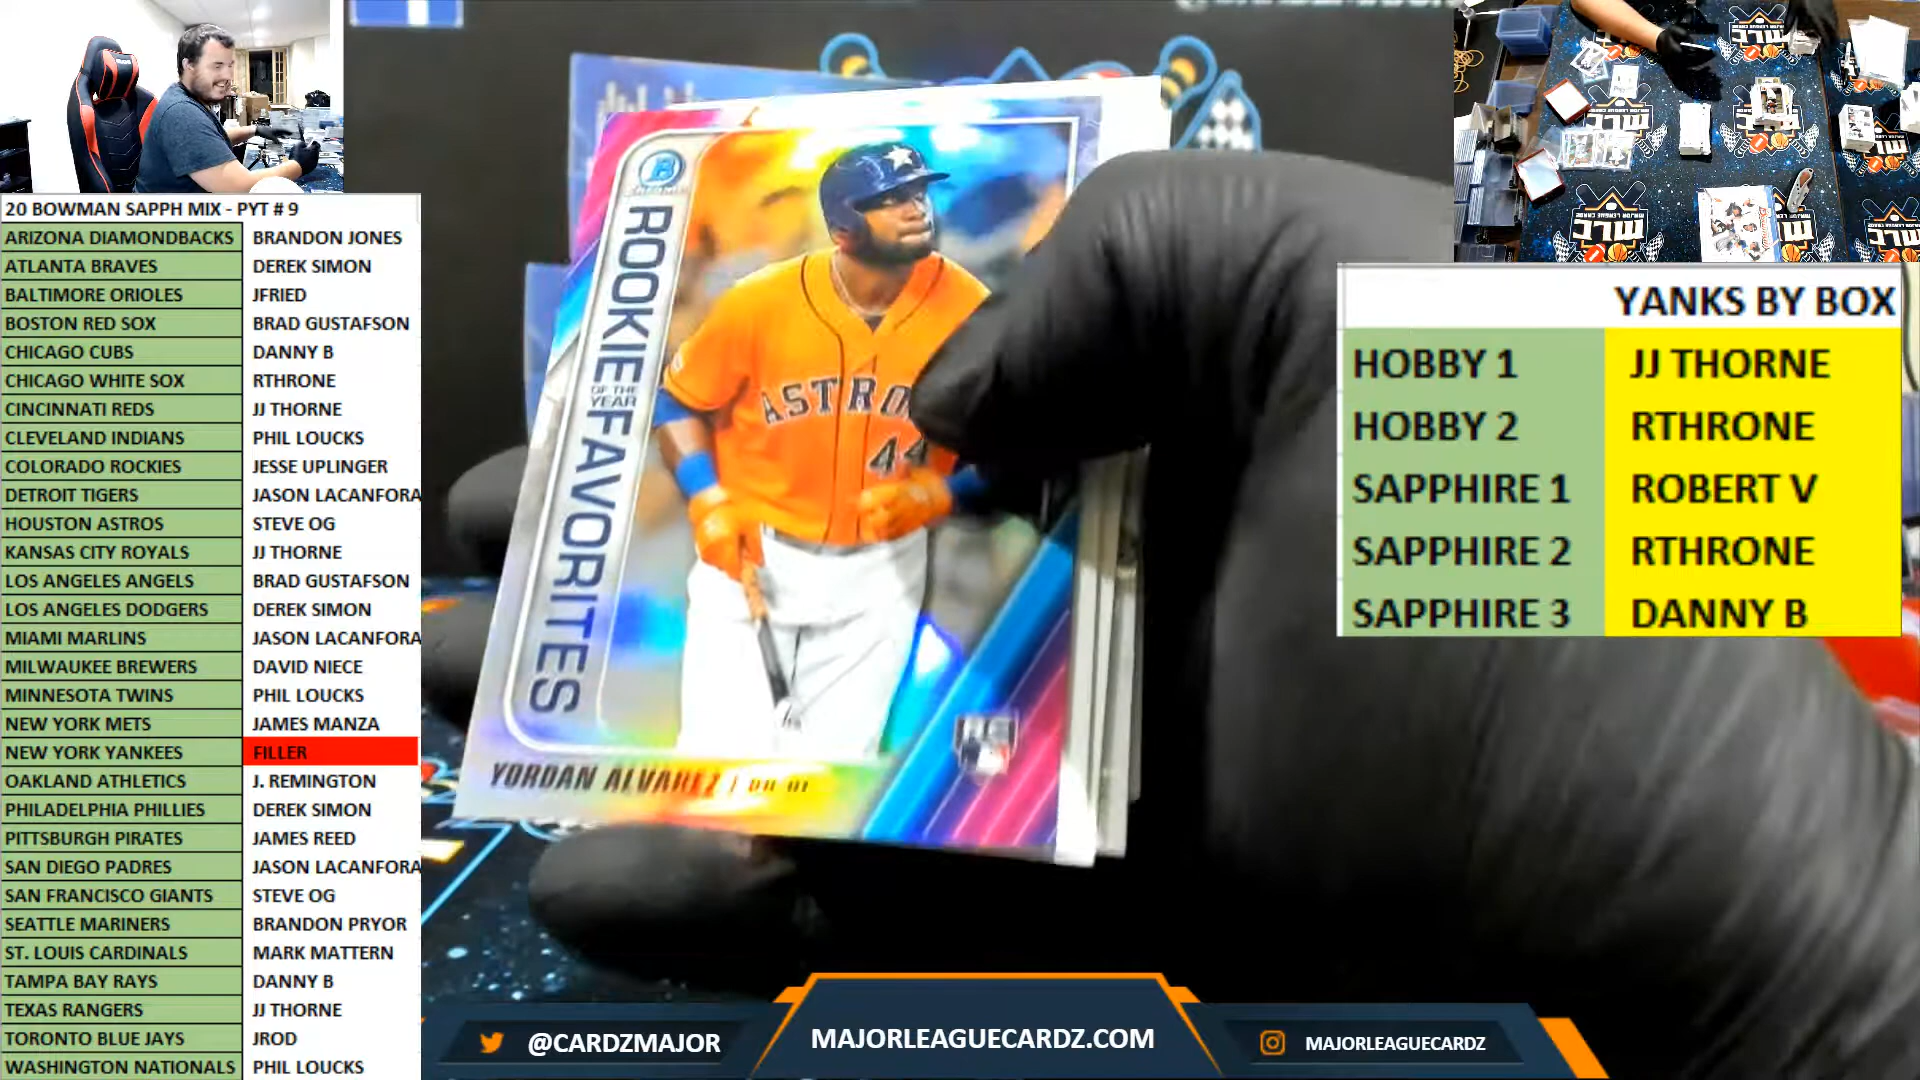 20 BOWMAN SAPPH MIX - PYT # 9
ARIZONA DIAMONDBACKS BRANDON JONES
ATLANTA BRAVES DEREK SIMON
BALTIMORE ORIOLES JFRIED
BOSTON RED SOX BRAD GUSTAFSON
CHICAGO CUBS DANNY B
CHICAGO WHITE SOX RTHRONE
CINCINNATI REDS JJ THORNE
CLEVELAND INDIANS PHIL LOUCKS
COLORADO ROCKIES JESSE UPLINGER
DETROIT TIGERS JASON LACANFORA
HOUSTON ASTROS STEVE OG
KANSAS CITY ROYALS JJ THORNE
LOS ANGELES ANGELS BRAD GUSTAFSON
LOS ANGELES DODGERS DEREK SIMON
MIAMI MARLINS JASON LACANFORA
MILWAUKEE BREWERS DAVID NIECE
MINNESOTA TWINS PHIL LOUCKS
NEW YORK METS JAMES MANZA
NEW YORK YANKEES FILLER
OAKLAND ATHLETICS J. REMINGTON
PHILADELPHIA PHILLIES DEREK SIMON
PITTSBURGH PIRATES JAMES REED
SAN DIEGO PADRES JASON LACANFORA
SAN FRANCISCO GIANTS STEVE OG
SEATTLE MARINERS BRANDON PRYOR
ST. LOUIS CARDINALS MARK MATTERN
TAMPA BAY RAYS DANNY B
TEXAS RANGERS JJ THORNE
TORONTO BLUE JAYS JROD
WASHINGTON NATIONALS PHIL LOUCKS
ROOKIE OF THE YEAR FAVORITES
ASTRO
44
YORDAN ALVAREZ
YANKS BY BOX
HOBBY 1 JJ THORNE
HOBBY 2 RTHRONE
SAPPHIRE 1 ROBERT V
SAPPHIRE 2 RTHRONE
SAPPHIRE 3 DANNY B
@CARDZMAJOR
MAJORLEAGUECARDZ.COM
MAJORLEAGUECARDZ